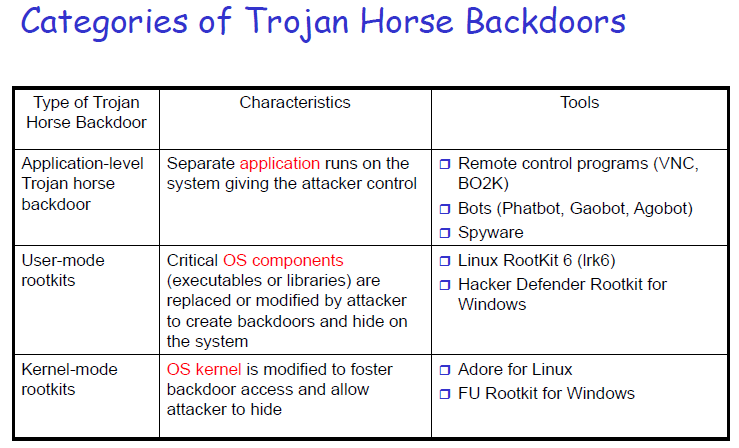 Categories of Trojan Horse Backdoors
Type of Trojan
Horse Backdoor
Characteristics
Tools
Application-level
Trojan horse
backdoor
Separate application runs on the
system giving the attacker control
Remote control programs (VNC,
BO2K)
Bots (Phatbot, Gaobot, Agobot)
Spyware
User-mode
rootkits
Critical OS components
(executables or libraries) are
replaced or modified by attacker
to create backdoors and hide on
the system
Linux RootKit 6 (lrk6)
Hacker Defender Rootkit for
Windows
Kernel-mode
rootkits
OS kernel is modified to foster
backdoor access and allow
attacker to hide
Adore for Linux
FU Rootkit for Windows